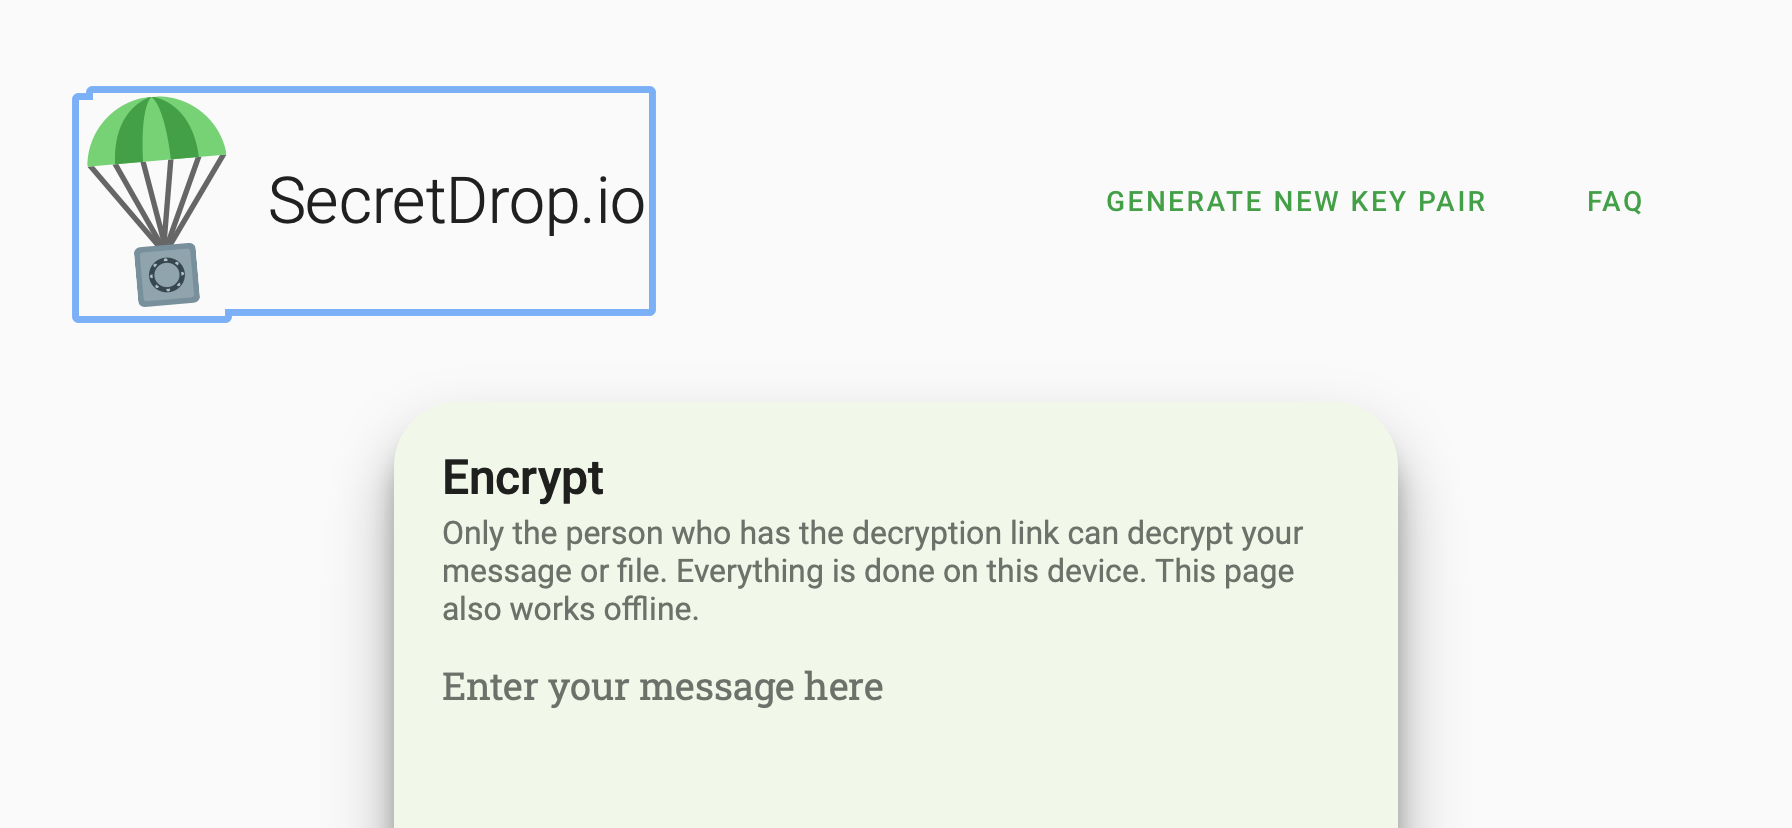 SecretDrop.io
GENERATE NEW KEY PAIR
FAQ
Encrypt
Only the person who has the decryption link can decrypt your
message or file. Everything is done on this device. This page
also works offline.
Enter your message here